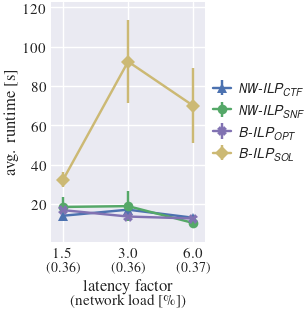 120
100
80
60
40
20
avg. runtime [s]
1.5 3.0 6.0
(0.36) (0.36) (0.37)
latency factor
(network load [%])
NW-ILP_CTF
NW-ILP_SNF
B-ILP_OPT
B-ILP_SOL